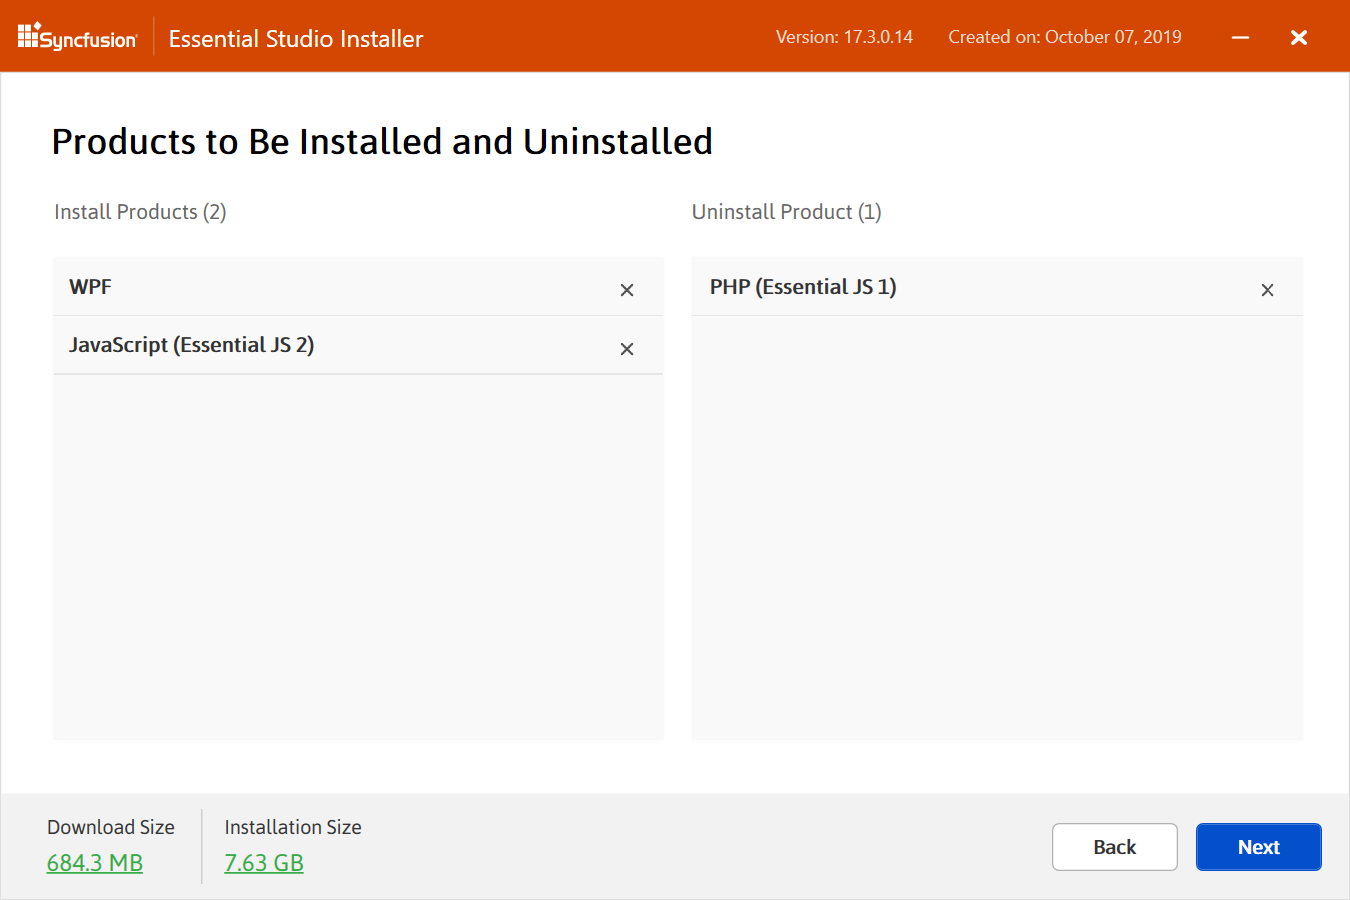 Syncfusion
Essential Studio Installer
Version: 17.3.0.14
Created on: October 07, 2019
Products to Be Installed and Uninstalled
Install Products (2)
Uninstall Product (1)
WPF
JavaScript (Essential JS 2)
PHP (Essential JS 1)
Download Size
684.3 MB
Installation Size
7.63 GB
Back
Next